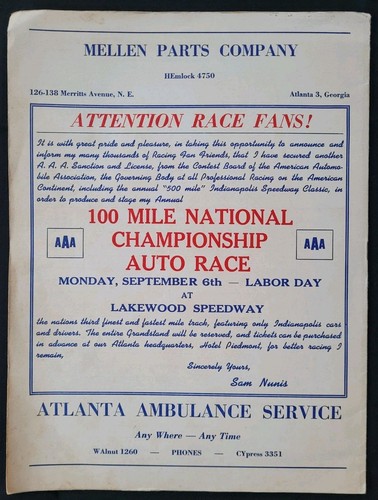 MELLEN PARTS COMPANY
HEmlock 4750
126-138 Merritts Avenue, N. E. Atlanta 3, Georgia
ATTENTION RACE FANS!
It is with great pride and pleasure, in taking this opportunity to announce and
inform my many thousands of Racing Fan Friends, that I have secured another
A. A. A. Sanction and License, from the Contest Board of the American Automo-
bile Association, the Governing Body at all Professional Racing on the American
Continent, including the annual "500 mile" Indianapolis Speedway Classic, in
order to produce and stage my Annual
100 MILE NATIONAL
CHAMPIONSHIP
AUTO RACE
AAA
AAA
MONDAY, SEPTEMBER 6th — LABOR DAY
AT
LAKEWOOD SPEEDWAY
the nations third finest and fastest mile track, featuring only Indianapolis cars
and drivers. The entire Grandstand will be reserved, and tickets can be purchased
in advance at our Atlanta headquarters, Hotel Piedmont, for better racing I
remain,
Sincerely Yours,
Sam Nunis
ATLANTA AMBULANCE SERVICE
Any Where — Any Time
WAlnut 1260 — PHONES — CYpress 3351